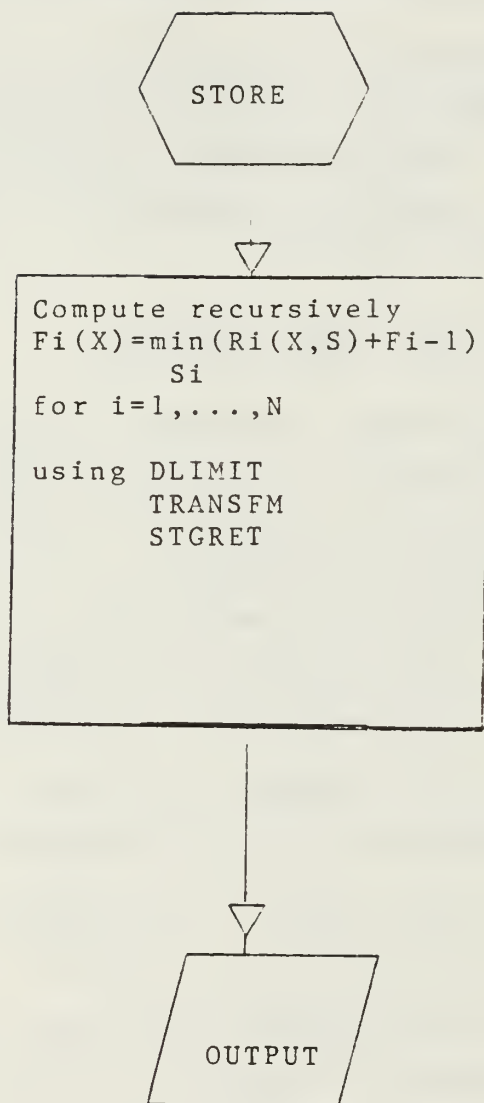 STORE
Compute recursively
Fi(X)=min(Ri(X,S)+Fi-1)
Si
for i=1,...,N
using DLIMIT
TRANSFM
STGRET
OUTPUT